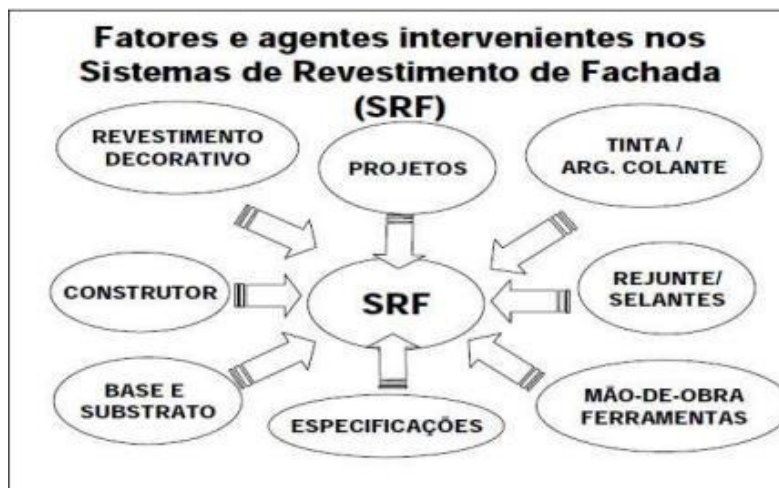 Fatores e agentes intervenientes nos
Sistemas de Revestimento de Fachada
(SRF)
REVESTIMENTO
DECORATIVO
PROJETOS
TINTA /
ARG. COLANTE
CONSTRUTOR
SRF
REJUNTE/
SELANTES
BASE E
SUBSTRATO
ESPECIFICAÇÕES
MÃO-DE-OBRA
FERRAMENTAS